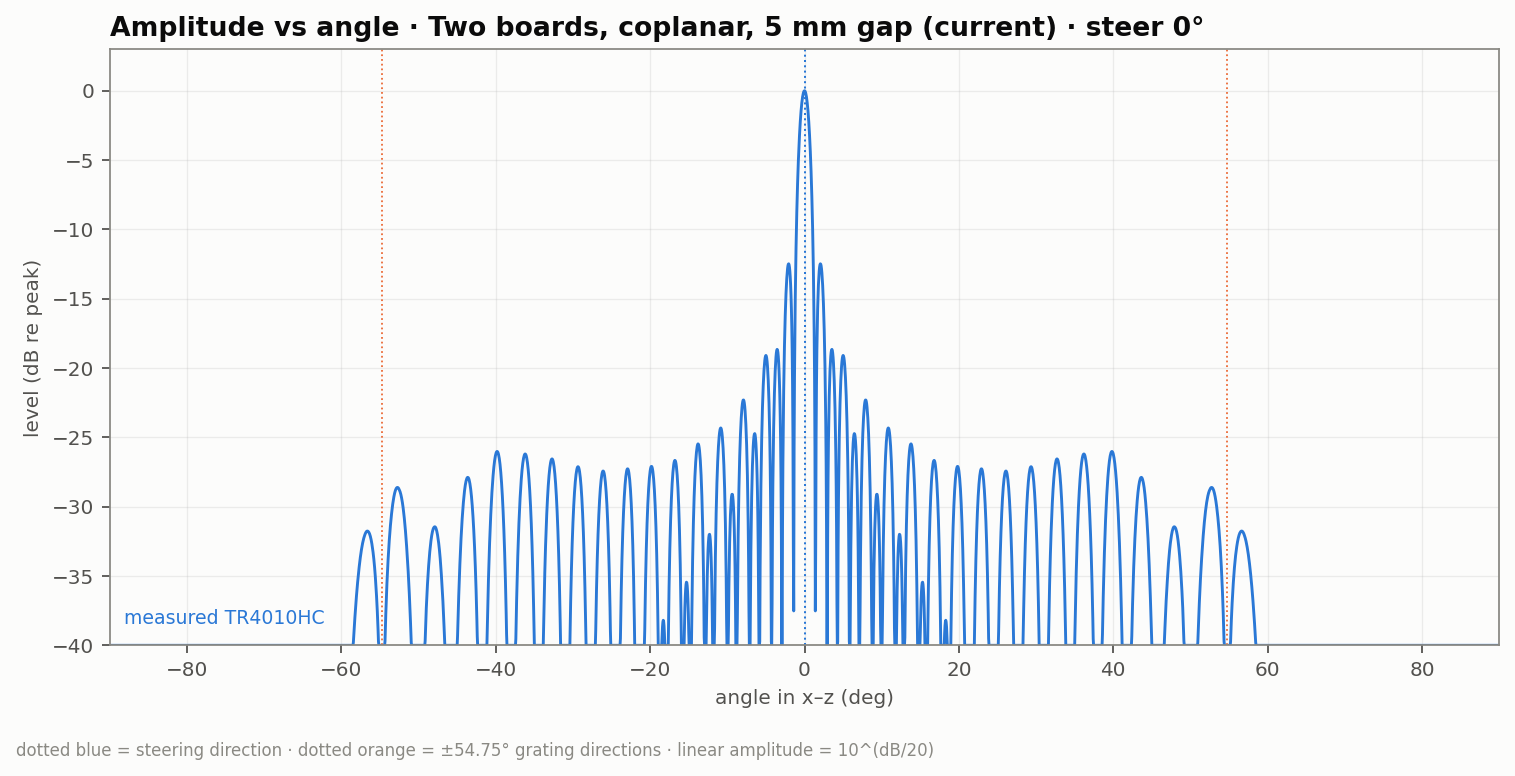 Amplitude vs angle · Two boards, coplanar, 5 mm gap (current) · steer 0°
0
−5
−10
−15
−20
−25
−30
−35
−40
level (dB re peak)
measured TR4010HC
−80 −60 −40 −20 0 20 40 60 80
angle in x–z (deg)
dotted blue = steering direction · dotted orange = ±54.75° grating directions · linear amplitude = 10^(dB/20)